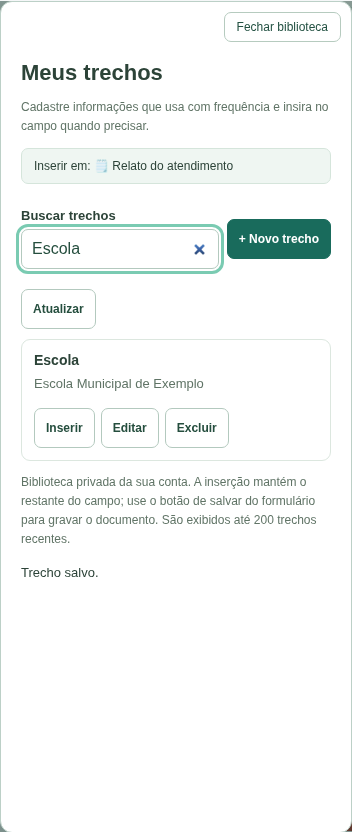 Fechar biblioteca
Meus trechos
Cadastre informações que usa com frequência e insira no
campo quando precisar.
Inserir em: 🗒️ Relato do atendimento
Buscar trechos
Escola
+ Novo trecho
Atualizar
Escola
Escola Municipal de Exemplo
Inserir
Editar
Excluir
Biblioteca privada da sua conta. A inserção mantém o
restante do campo; use o botão de salvar do formulário
para gravar o documento. São exibidos até 200 trechos
recentes.
Trecho salvo.